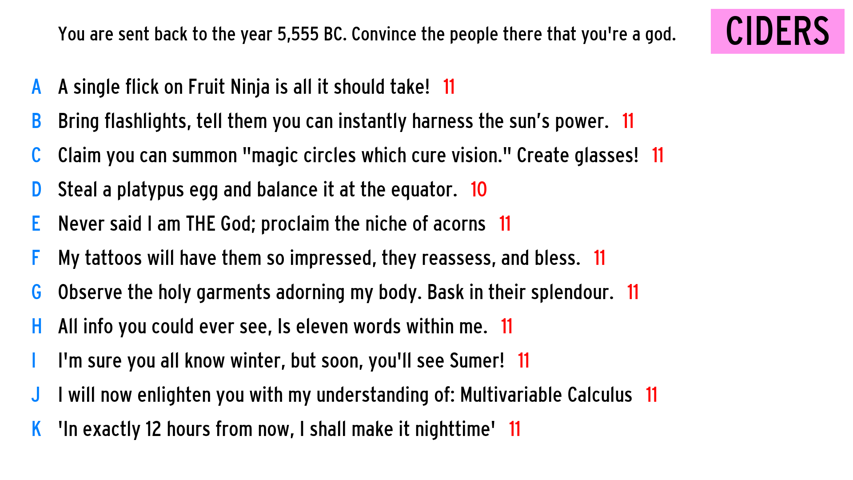 You are sent back to the year 5,555 BC. Convince the people there that you're a god.
CIDERS
A A single flick on Fruit Ninja is all it should take! 11
B Bring flashlights, tell them you can instantly harness the sun’s power. 11
C Claim you can summon "magic circles which cure vision." Create glasses! 11
D Steal a platypus egg and balance it at the equator. 10
E Never said I am THE God; proclaim the niche of acorns 11
F My tattoos will have them so impressed, they reassess, and bless. 11
G Observe the holy garments adorning my body. Bask in their splendour. 11
H All info you could ever see, Is eleven words within me. 11
I I'm sure you all know winter, but soon, you'll see Sumer! 11
J I will now enlighten you with my understanding of: Multivariable Calculus 11
K 'In exactly 12 hours from now, I shall make it nighttime' 11